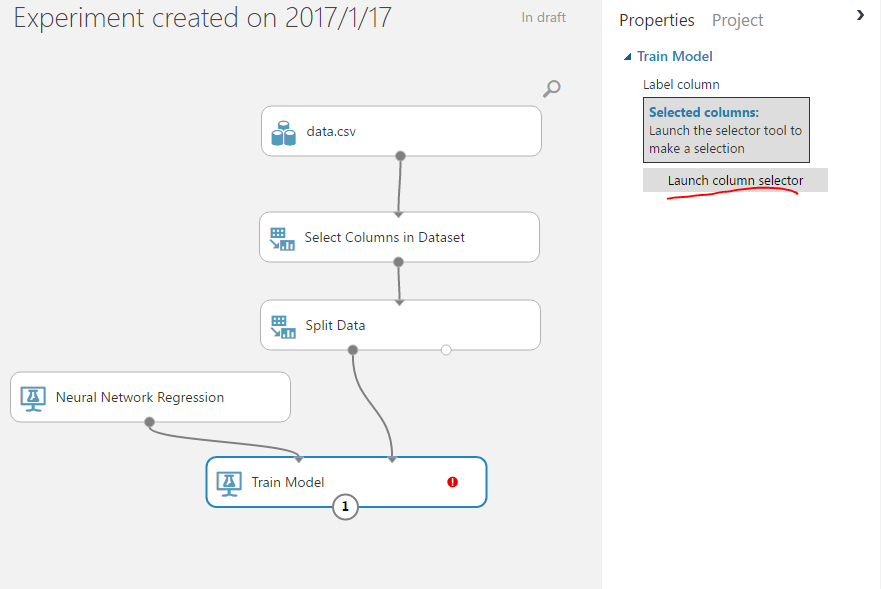 Experiment created on 2017/1/17
In draft
data.csv
Select Columns in Dataset
Split Data
Neural Network Regression
Train Model
1
Properties Project
Train Model
Label column
Selected columns:
Launch the selector tool to
make a selection
Launch column selector